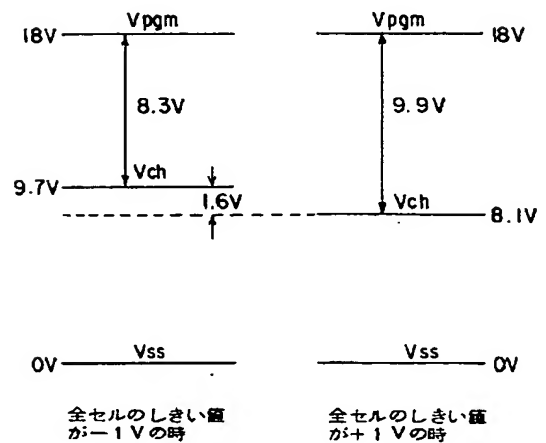 Vpgm
18V
8.3V
Vch
9.7V
1.6V
Vss
0V
全セルのしきい値
が－1Vの時
Vpgm
18V
9.9V
Vch
8.1V
Vss
0V
全セルのしきい値
が＋1Vの時